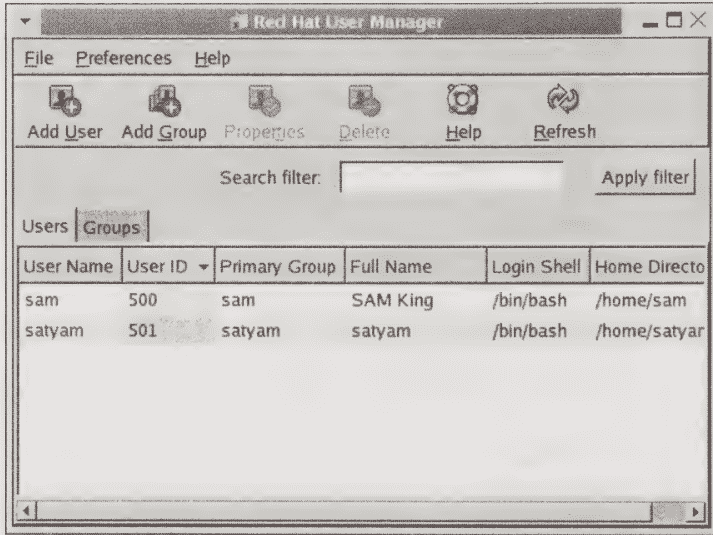 Red Hat User Manager
File Preferences Help
Add User Add Group Properties Delete Help Refresh
Search filter: Apply filter
Users Groups
User Name User ID Primary Group Full Name Login Shell Home Directo
sam 500 sam SAM King /bin/bash /home/sam
satyam 501 satyam satyam /bin/bash /home/satyar